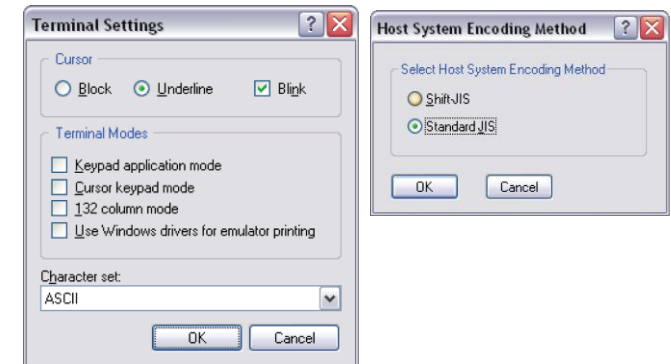 Terminal Settings
Cursor
Block Underline Blink
Terminal Modes
Keypad application mode
Cursor keypad mode
132 column mode
Use Windows drivers for emulator printing
Character set:
ASCII
OK Cancel
Host System Encoding Method
Select Host System Encoding Method
Shift-JIS
Standard JIS
OK Cancel